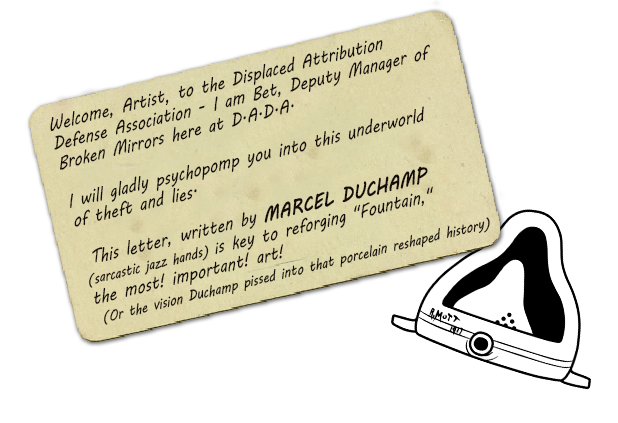 Welcome, Artist, to the Displaced Attribution
Defense Association - I am Bet, Deputy Manager of
Broken Mirrors here at D·A·D·A·
I will gladly psychopomp you into this underworld
of theft and lies·
This letter, written by MARCEL DUCHAMP
(sarcastic jazz hands) is key to reforging "Fountain,"
the most! important! art!
(Or the vision Duchamp pissed into that porcelain reshaped history)
R.MUTT
1917